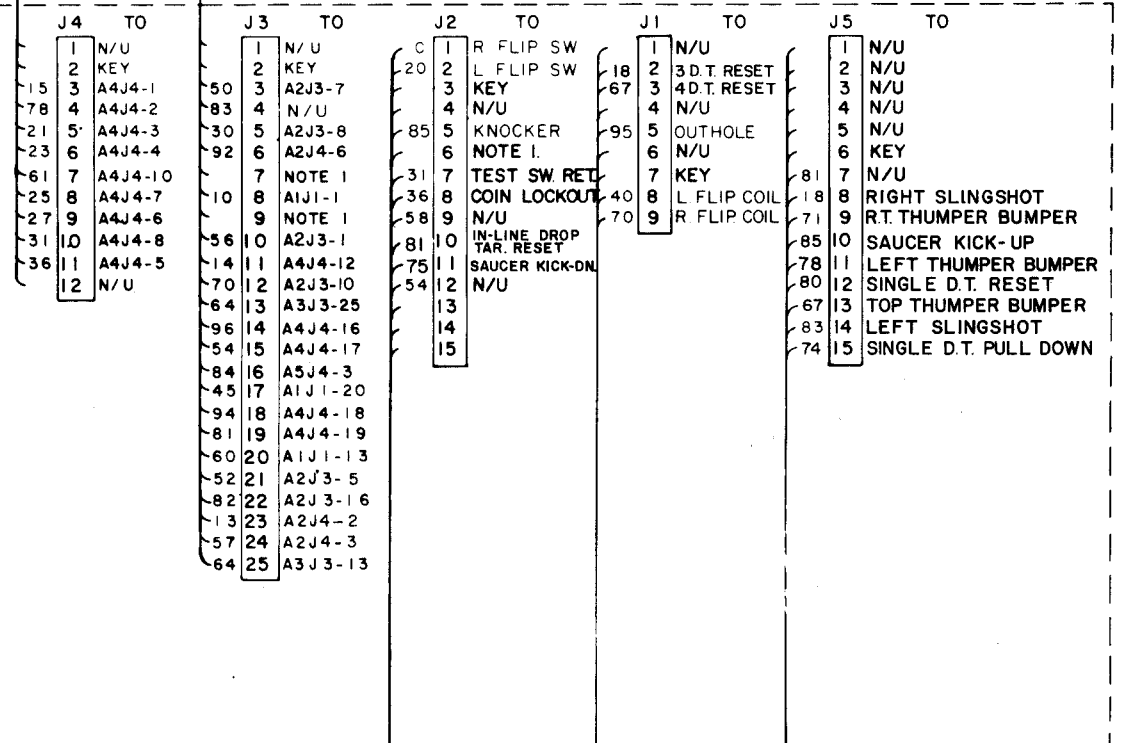 J4 TO
1 N/U
2 KEY
15 3 A4J4-1
78 4 A4J4-2
21 5 A4J4-3
23 6 A4J4-4
61 7 A4J4-10
25 8 A4J4-7
27 9 A4J4-6
31 10 A4J4-8
36 11 A4J4-5
12 N/U
J3 TO
1 N/U
2 KEY
50 3 A2J3-7
83 4 N/U
30 5 A2J3-8
92 6 A2J4-6
7 NOTE 1
10 8 A1J1-1
9 NOTE 1
56 10 A2J3-1
14 11 A4J4-12
70 12 A2J3-10
64 13 A3J3-25
96 14 A4J4-16
54 15 A4J4-17
84 16 A5J4-3
45 17 A1J1-20
94 18 A4J4-18
81 19 A4J4-19
60 20 A1J1-13
52 21 A2J3-5
82 22 A2J3-16
13 23 A2J4-2
57 24 A2J4-3
64 25 A3J3-13
J2 TO
C 1 R FLIP SW
20 2 L FLIP SW
3 KEY
4 N/U
85 5 KNOCKER
6 NOTE 1.
31 7 TEST SW. RET.
36 8 COIN LOCKOUT
58 9 N/U
81 10 IN-LINE DROP
TAR. RESET
75 11 SAUCER KICK-DN.
54 12 N/U
13
14
15
J1 TO
1 N/U
18 2 3 D.T. RESET
67 3 4 D.T. RESET
4 N/U
95 5 OUTHOLE
6 N/U
7 KEY
40 8 L. FLIP COIL
70 9 R. FLIP COIL
J5 TO
1 N/U
2 N/U
3 N/U
4 N/U
5 N/U
6 KEY
81 7 N/U
18 8 RIGHT SLINGSHOT
71 9 R.T. THUMPER BUMPER
85 10 SAUCER KICK-UP
78 11 LEFT THUMPER BUMPER
80 12 SINGLE D.T. RESET
67 13 TOP THUMPER BUMPER
83 14 LEFT SLINGSHOT
74 15 SINGLE D.T. PULL DOWN